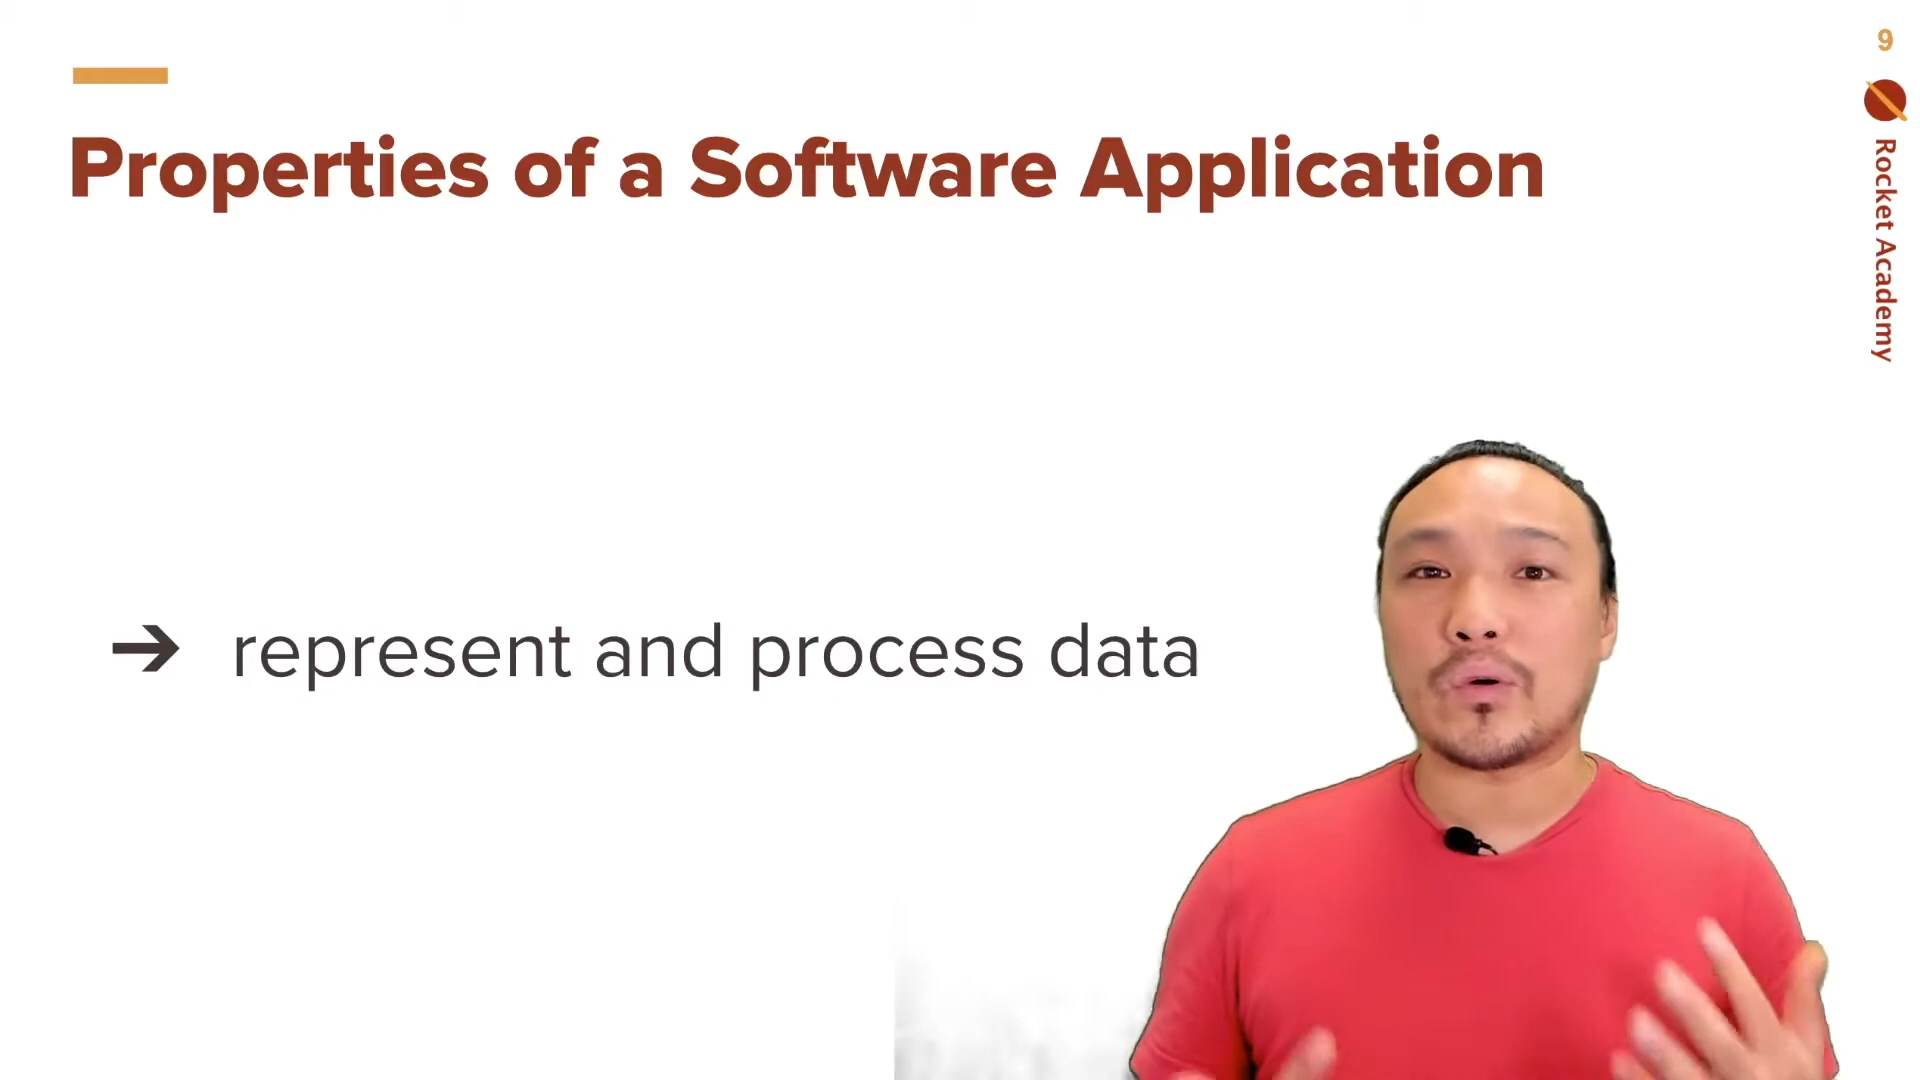 9
Rocket Academy
Properties of a Software Application
➔ represent and process data